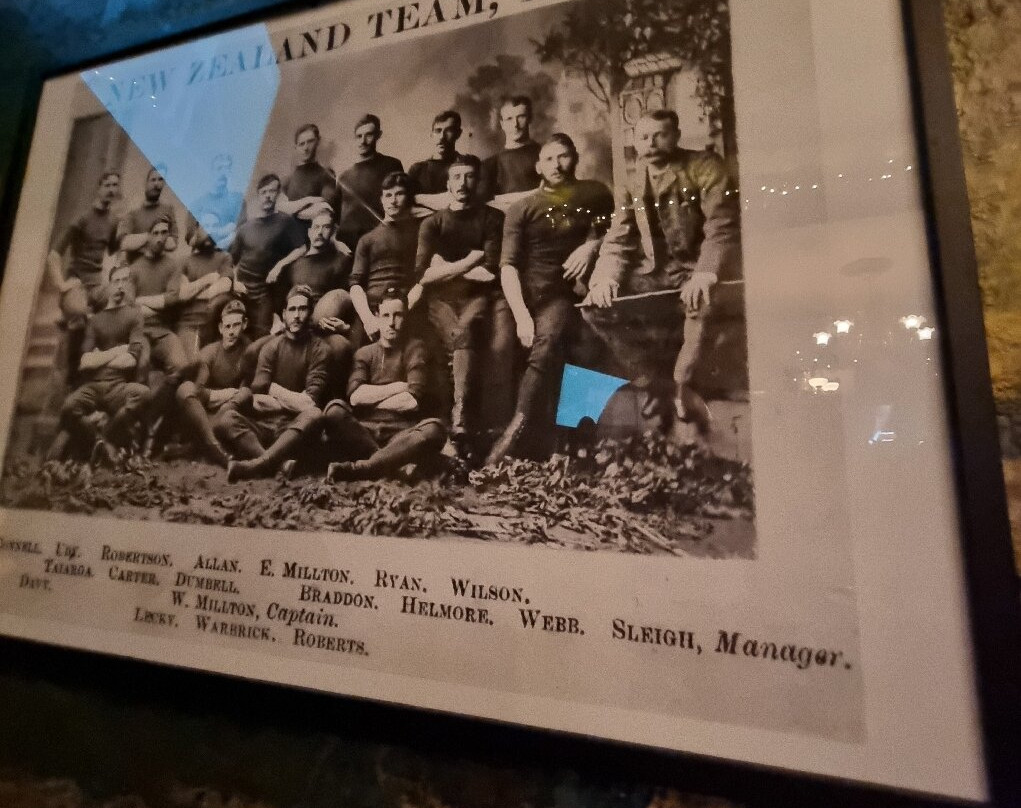 NEW ZEALAND TEAM,
ROBERTSON. ALLAN. E. MILLTON. RYAN. WILSON.
TAIAROA. CARTER. DUMBELL. BRADDON. HELMORE. WEBB. SLEIGH, Manager.
DAVY. W. MILLTON, Captain.
LECKY. WARBRICK. ROBERTS.